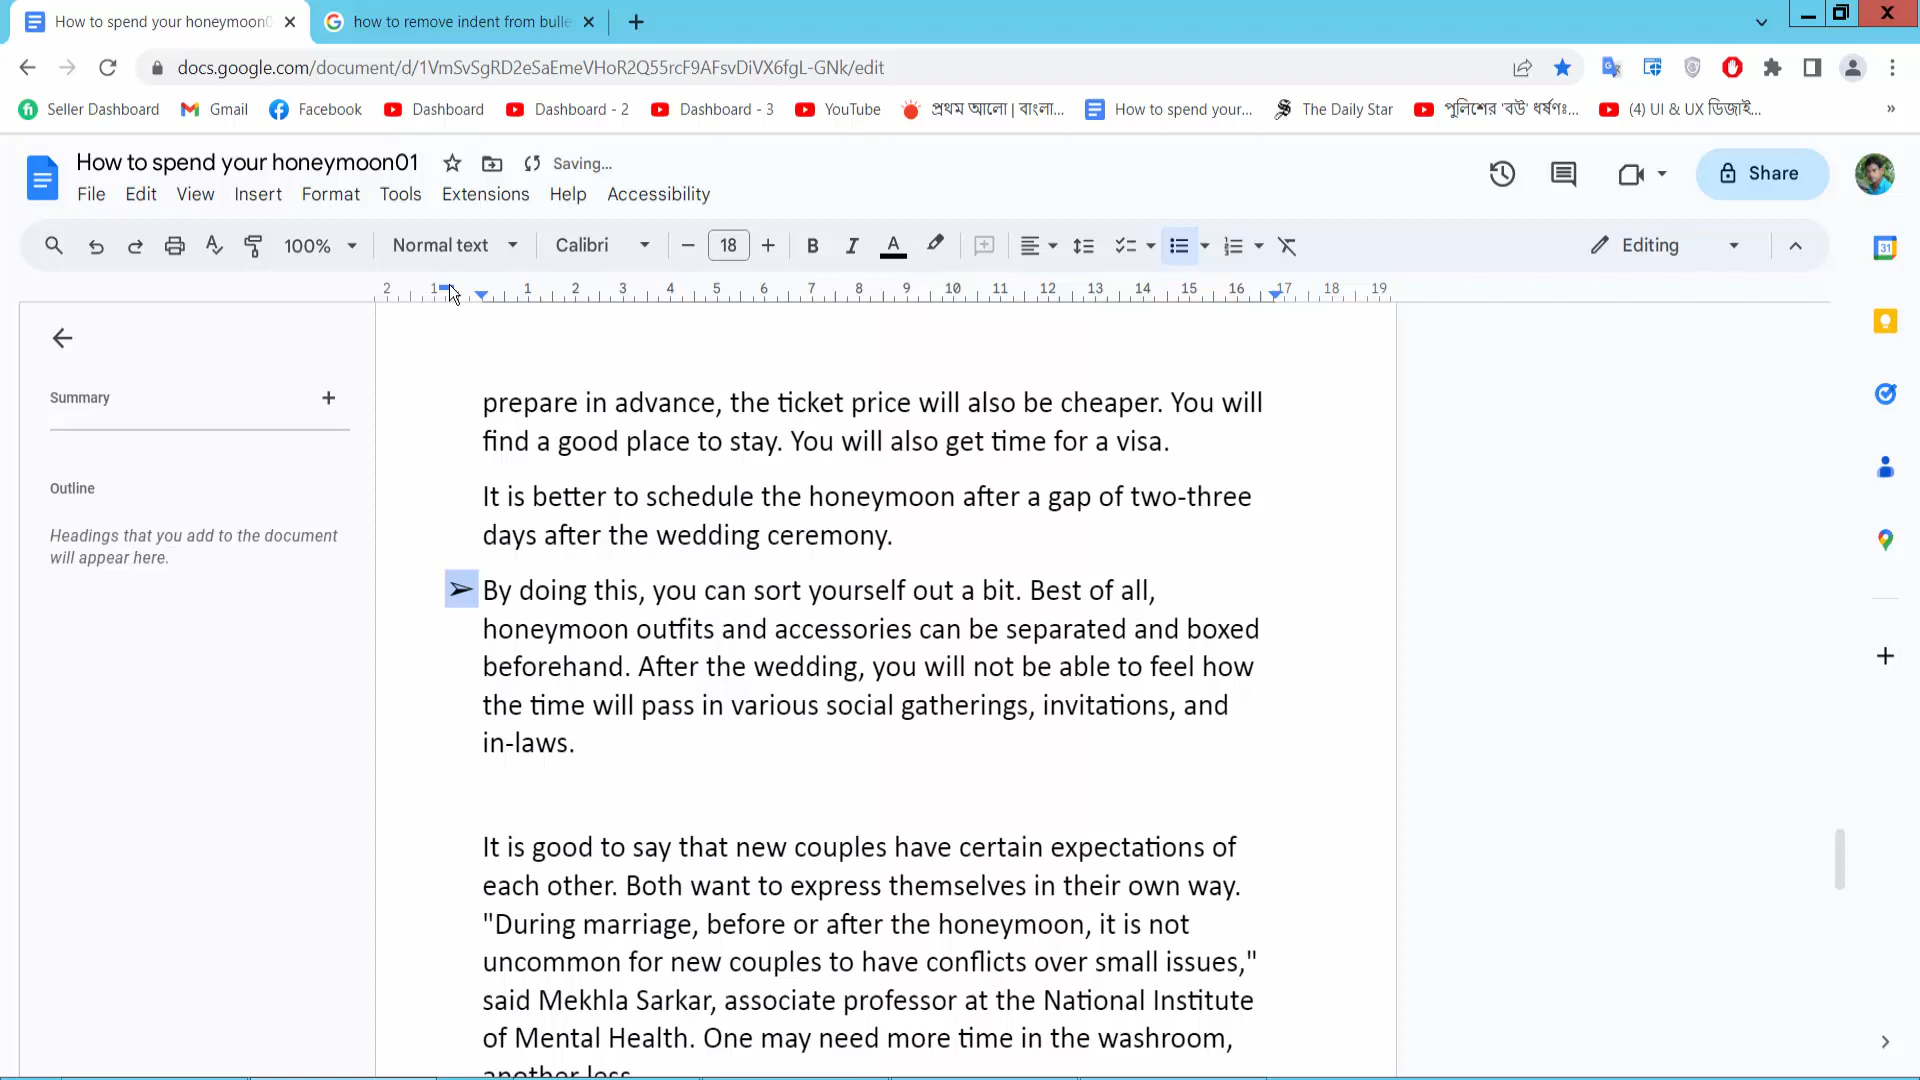 How to spend your honeymoon0
how to remove indent from bulle
docs.google.com/document/d/1VmSvSgRD2eSaEmeVHoR2Q55rcF9AFsvDiVX6fgL-GNk/edit
Seller Dashboard
Gmail
Facebook
Dashboard
Dashboard - 2
Dashboard - 3
YouTube
প্রথম আলো | বাংলা...
How to spend your...
The Daily Star
পুলিশের 'বউ' ধর্ষণঃ...
(4) UI & UX ডিজাই...
»
How to spend your honeymoon01
Saving...
Share
File Edit View Insert Format Tools Extensions Help Accessibility
100% Normal text Calibri 18 Editing
31
2 1 1 2 3 4 5 6 7 8 9 10 11 12 13 14 15 16 17 18 19
Summary
Outline
Headings that you add to the document
will appear here.
prepare in advance, the ticket price will also be cheaper. You will
find a good place to stay. You will also get time for a visa.
It is better to schedule the honeymoon after a gap of two-three
days after the wedding ceremony.
➢ By doing this, you can sort yourself out a bit. Best of all,
honeymoon outfits and accessories can be separated and boxed
beforehand. After the wedding, you will not be able to feel how
the time will pass in various social gatherings, invitations, and
in-laws.
It is good to say that new couples have certain expectations of
each other. Both want to express themselves in their own way.
"During marriage, before or after the honeymoon, it is not
uncommon for new couples to have conflicts over small issues,"
said Mekhla Sarkar, associate professor at the National Institute
of Mental Health. One may need more time in the washroom,
another less